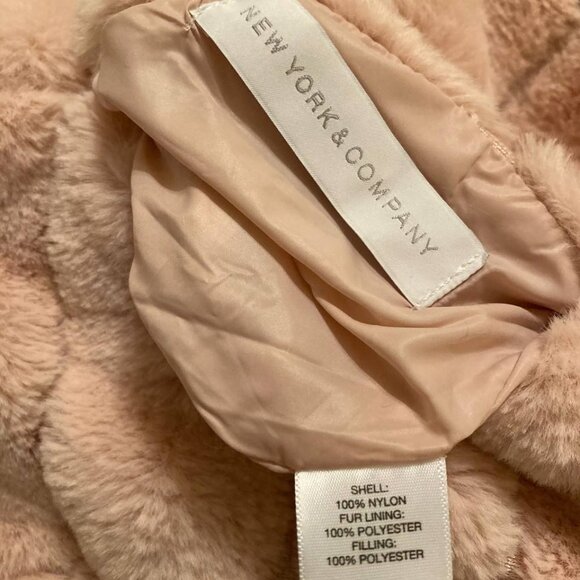 NEW YORK & COMPANY
SHELL:
100% NYLON
FUR LINING:
100% POLYESTER
FILLING:
100% POLYESTER